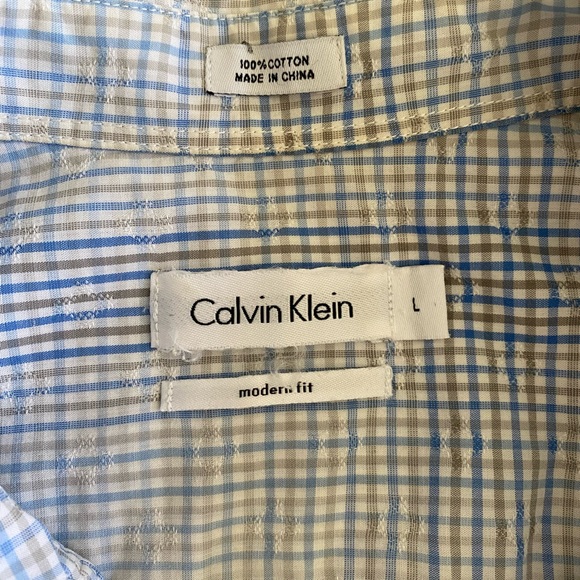 100% COTTON
MADE IN CHINA
Calvin Klein
L
modern fit